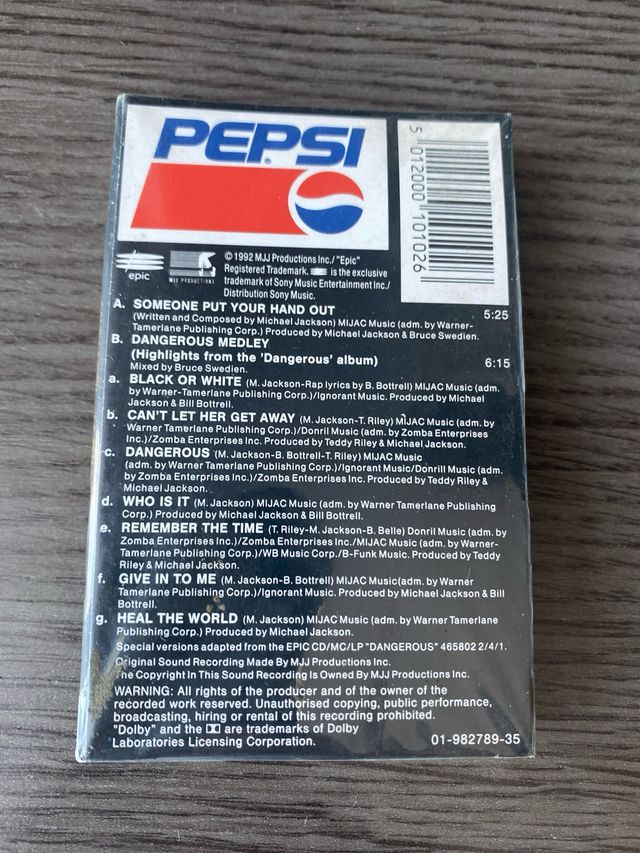 PEPSI
5 012000 101026
epic
MJJ PRODUCTIONS
© 1992 MJJ Productions Inc./ "Epic"
Registered Trademark. is the exclusive
trademark of Sony Music Entertainment Inc./
Distribution Sony Music.
A. SOMEONE PUT YOUR HAND OUT 5:25
(Written and Composed by Michael Jackson) MIJAC Music (adm. by Warner-
Tamerlane Publishing Corp.) Produced by Michael Jackson & Bruce Swedien.
B. DANGEROUS MEDLEY
(Highlights from the 'Dangerous' album) 6:15
Mixed by Bruce Swedien.
a. BLACK OR WHITE (M. Jackson-Rap lyrics by B. Bottrell) MIJAC Music (adm.
by Warner-Tamerlane Publishing Corp.)/Ignorant Music. Produced by Michael
Jackson & Bill Bottrell.
b. CAN'T LET HER GET AWAY (M. Jackson-T. Riley) MIJAC Music (adm. by
Warner Tamerlane Publishing Corp.)/Donril Music (adm. by Zomba Enterprises
Inc.)/Zomba Enterprises Inc. Produced by Teddy Riley & Michael Jackson.
c. DANGEROUS (M. Jackson-B. Bottrell-T. Riley) MIJAC Music
(adm. by Warner Tamerlane Publishing Corp.)/Ignorant Music/Donrill Music (adm.
by Zomba Enterprises Inc.)/Zomba Enterprises Inc. Produced by Teddy Riley &
Michael Jackson.
d. WHO IS IT (M. Jackson) MIJAC Music (adm. by Warner Tamerlane Publishing
Corp.) Produced by Michael Jackson & Bill Bottrell.
e. REMEMBER THE TIME (T. Riley-M. Jackson-B. Belle) Donril Music (adm. by
Zomba Enterprises Inc.)/Zomba Enterprises Inc./MIJAC Music (adm. by Warner-
Tamerlane Publishing Corp.)/WB Music Corp./B-Funk Music. Produced by Teddy
Riley & Michael Jackson.
f. GIVE IN TO ME (M. Jackson-B. Bottrell) MIJAC Music(adm. by Warner
Tamerlane Publishing Corp.)/Ignorant Music. Produced by Michael Jackson & Bill
Bottrell.
g. HEAL THE WORLD (M. Jackson) MIJAC Music (adm. by Warner Tamerlane
Publishing Corp.) Produced by Michael Jackson.
Special versions adapted from the EPIC CD/MC/LP "DANGEROUS" 465802 2/4/1.
Original Sound Recording Made By MJJ Productions Inc.
he Copyright In This Sound Recording Is Owned By MJJ Productions Inc.
WARNING: All rights of the producer and of the owner of the
recorded work reserved. Unauthorised copying, public performance,
broadcasting, hiring or rental of this recording prohibited.
"Dolby" and the are trademarks of Dolby
Laboratories Licensing Corporation. 01-982789-35